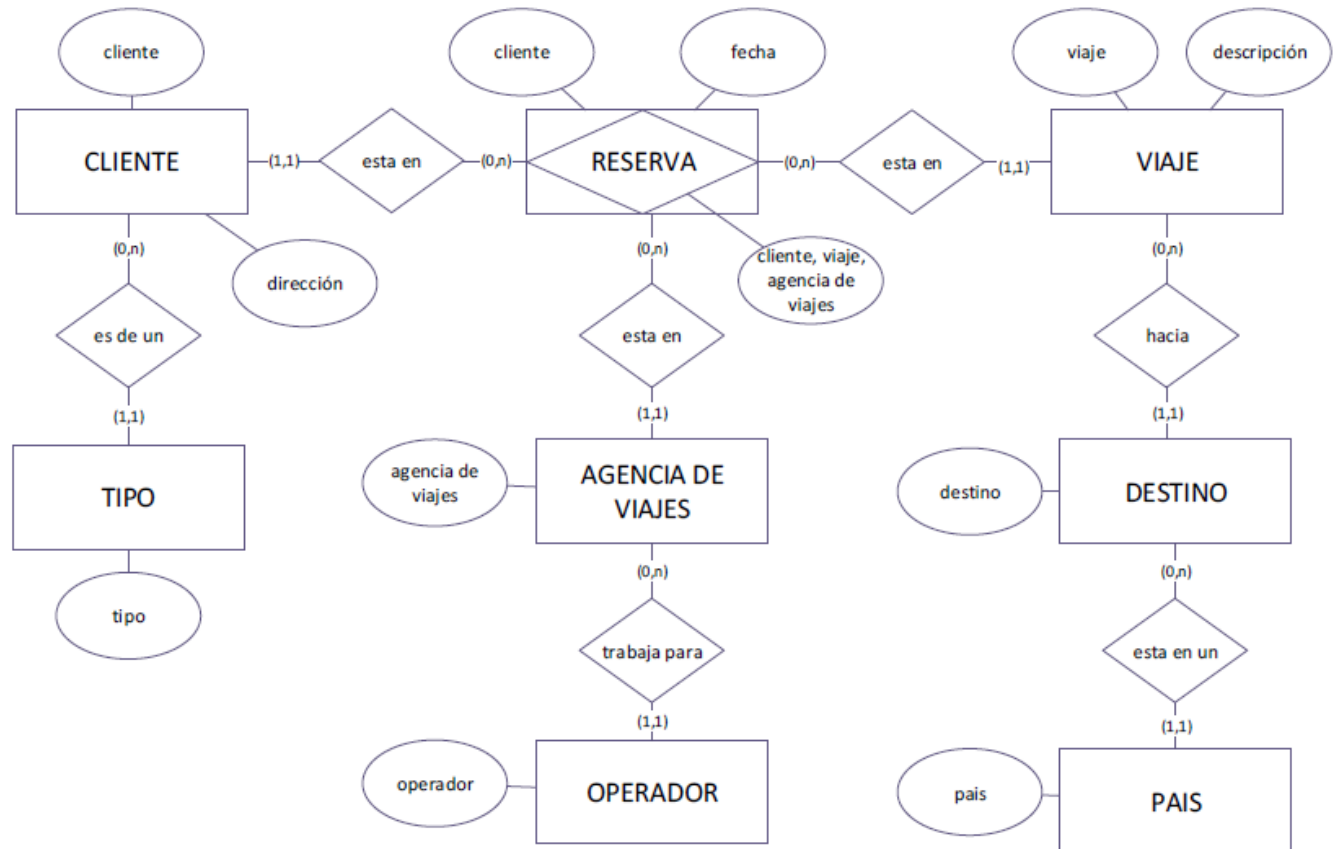 cliente
cliente
fecha
viaje
descripción
CLIENTE
(1,1)
esta en
(0,n)
RESERVA
(0,n)
esta en
(1,1)
VIAJE
(0,n)
dirección
(0,n)
cliente, viaje,
agencia de
viajes
(0,n)
es de un
esta en
hacia
(1,1)
(1,1)
(1,1)
TIPO
agencia de
viajes
AGENCIA DE
VIAJES
destino
DESTINO
(0,n)
(0,n)
tipo
trabaja para
esta en un
(1,1)
(1,1)
operador
OPERADOR
pais
PAIS